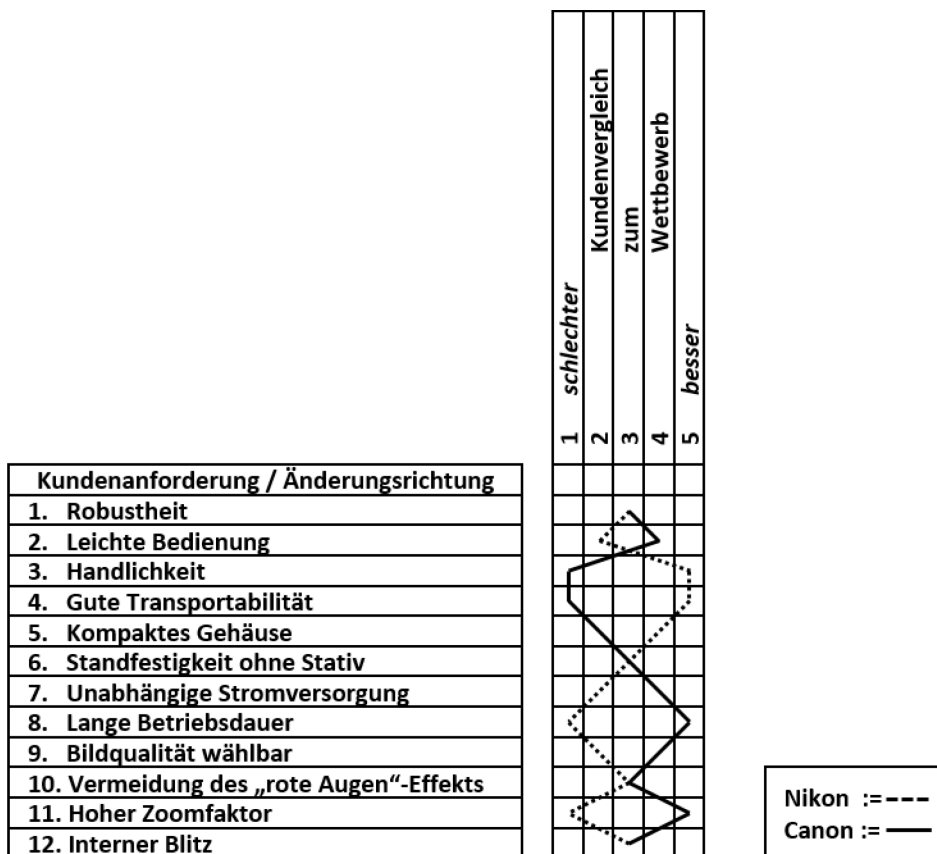 Kundenvergleich
zum
Wettbewerb
schlechter
besser
1 2 3 4 5
Kundenanforderung / Änderungsrichtung
1. Robustheit
2. Leichte Bedienung
3. Handlichkeit
4. Gute Transportabilität
5. Kompaktes Gehäuse
6. Standfestigkeit ohne Stativ
7. Unabhängige Stromversorgung
8. Lange Betriebsdauer
9. Bildqualität wählbar
10. Vermeidung des „rote Augen“-Effekts
11. Hoher Zoomfaktor
12. Interner Blitz
Nikon :=
Canon :=